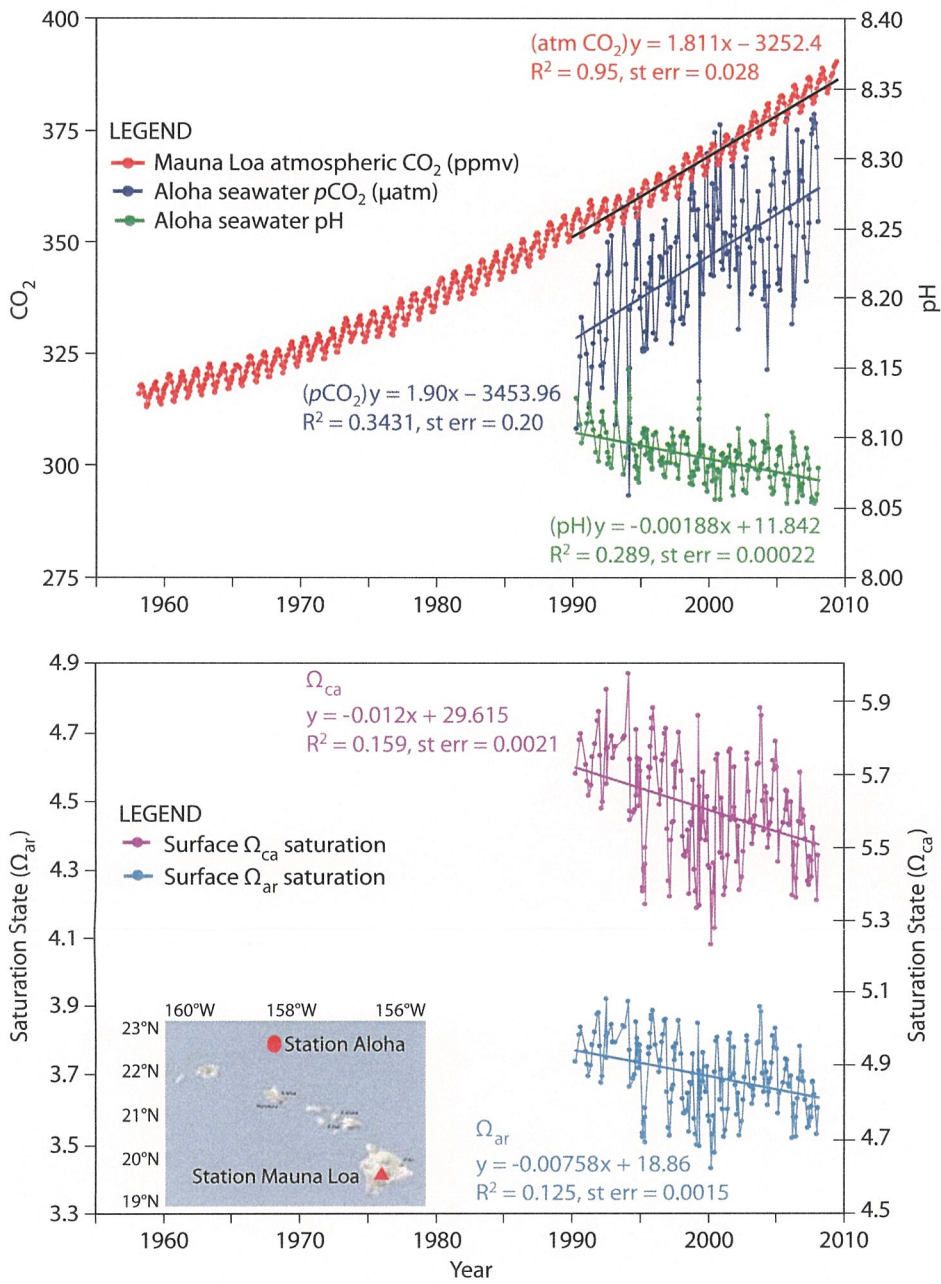 400
375
350
325
300
275
CO2
8.40
8.35
8.30
8.25
8.20
8.15
8.10
8.05
8.00
pH
(atm CO2) y = 1.811x – 3252.4
R2 = 0.95, st err = 0.028
LEGEND
Mauna Loa atmospheric CO2 (ppmv)
Aloha seawater pCO2 (µatm)
Aloha seawater pH
(pCO2) y = 1.90x – 3453.96
R2 = 0.3431, st err = 0.20
(pH) y = -0.00188x + 11.842
R2 = 0.289, st err = 0.00022
1960 1970 1980 1990 2000 2010
4.9
4.7
4.5
4.3
4.1
3.9
3.7
3.5
3.3
Saturation State (Ωar)
5.9
5.7
5.5
5.3
5.1
4.9
4.7
4.5
Saturation State (Ωca)
Ωca
y = -0.012x + 29.615
R2 = 0.159, st err = 0.0021
LEGEND
Surface Ωca saturation
Surface Ωar saturation
160°W 158°W 156°W
23°N
22°N
21°N
20°N
19°N
Station Aloha
Station Mauna Loa
Ωar
y = -0.00758x + 18.86
R2 = 0.125, st err = 0.0015
1960 1970 1980 1990 2000 2010
Year